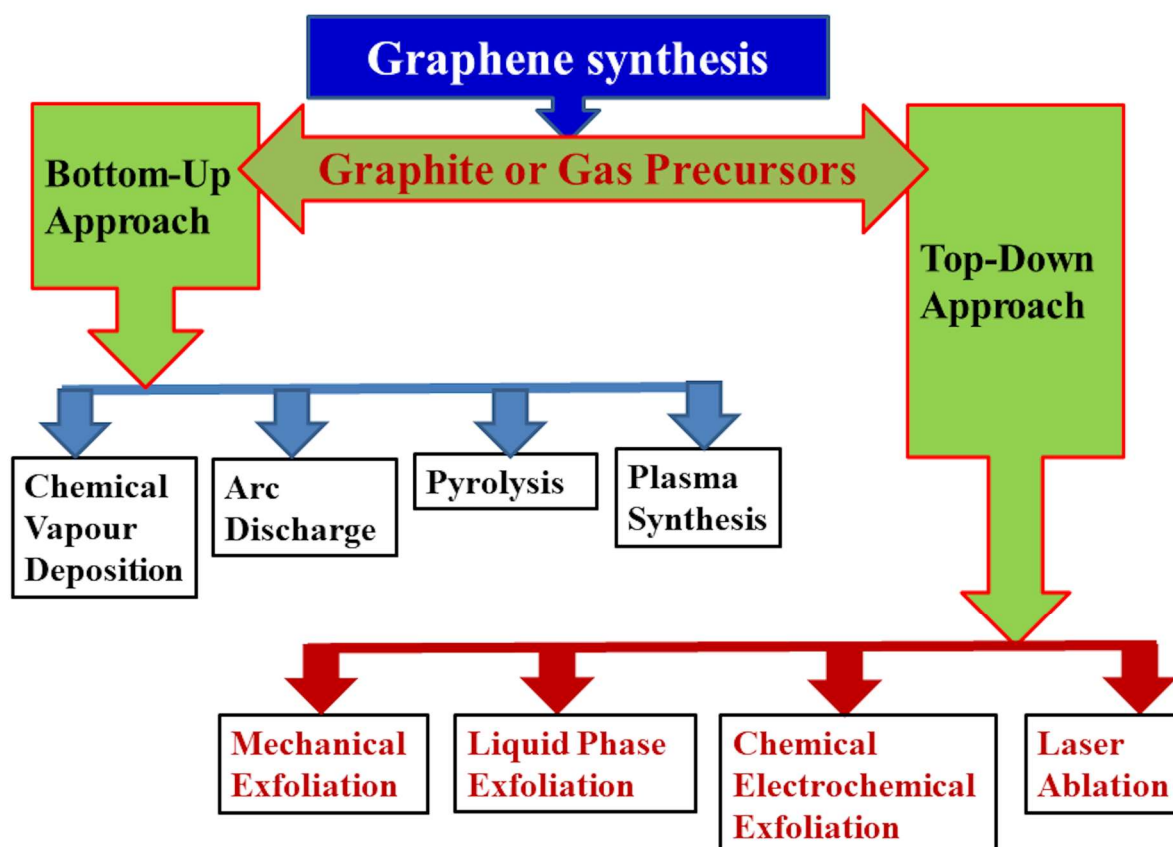 Graphene synthesis
Graphite or Gas Precursors
Bottom-Up
Approach
Top-Down
Approach
Chemical
Vapour
Deposition
Arc
Discharge
Pyrolysis
Plasma
Synthesis
Mechanical
Exfoliation
Liquid Phase
Exfoliation
Chemical
Electrochemical
Exfoliation
Laser
Ablation